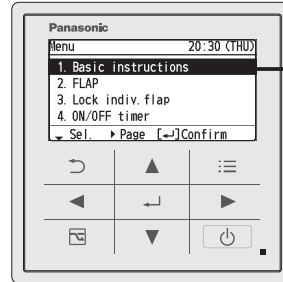 Panasonic
Menu 20:30 (THU)
1. Basic instructions
2. FLAP
3. Lock indiv.flap
4. ON/OFF timer
Sel. ▸ Page [↵]Confirm